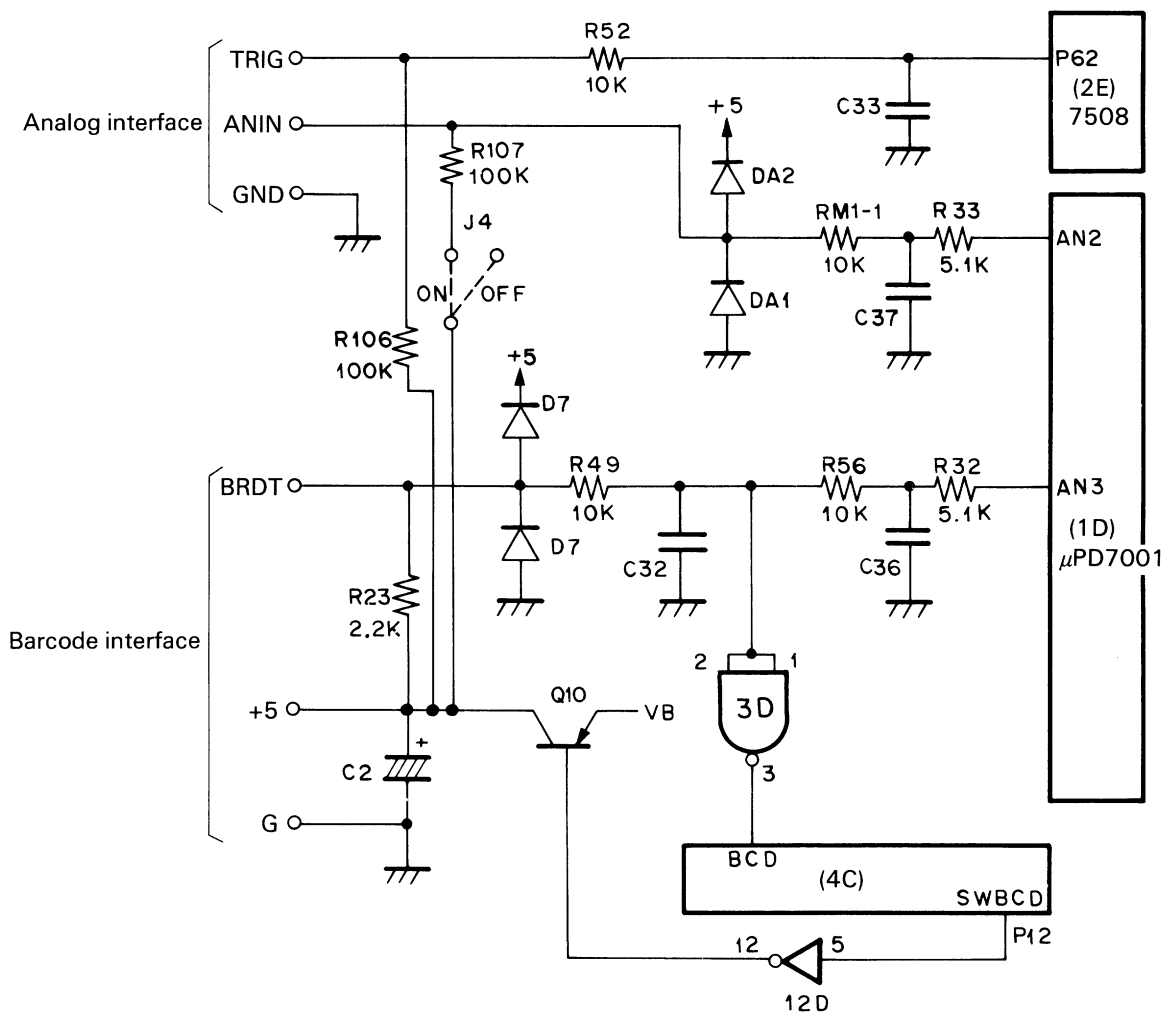 Analog interface
TRIG
R52
10K
C33
P62
(2E)
7508
ANIN
R107
100K
+5
DA2
GND
J4
ON
OFF
RM1-1
10K
R33
5.1K
AN2
DA1
C37
R106
100K
+5
D7
Barcode interface
BRDT
R49
10K
R56
10K
R32
5.1K
AN3
(1D)
μPD7001
D7
C32
C36
R23
2.2K
2
1
3D
3
+5
Q10
VB
+
C2
G
BCD
(4C)
SWBCD
P12
12
5
12D